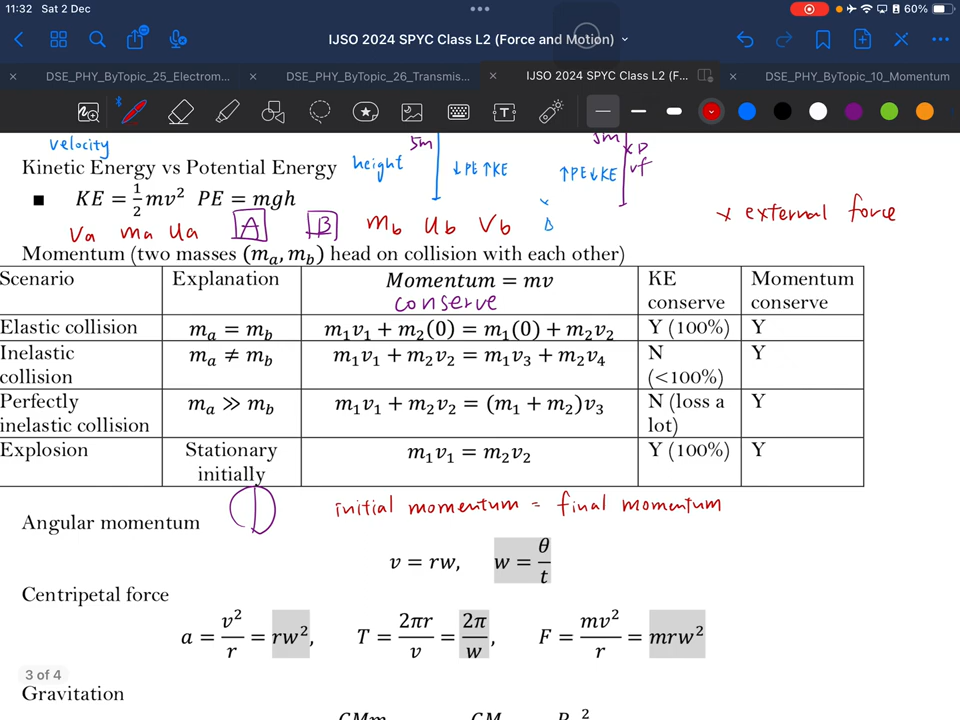 11:32 Sat 2 Dec 60%
IJSO 2024 SPYC Class L2 (Force and Motion)
DSE_PHY_ByTopic_25_Electrom... DSE_PHY_ByTopic_26_Transmis... IJSO 2024 SPYC Class L2 (F... DSE_PHY_ByTopic_10_Momentum
velocity 5m 5m
Kinetic Energy vs Potential Energy height ↓PE↑KE ↑PE↓KE x D vf
■ KE = 1/2 mv² PE = mgh x external force
Va ma ua A B mb ub Vb D
Momentum (two masses (mₐ, m_b) head on collision with each other)
Scenario Explanation Momentum = mv KE conserve Momentum conserve
conserve
Elastic collision mₐ = m_b m₁v₁ + m₂(0) = m₁(0) + m₂v₂ Y (100%) Y
Inelastic collision mₐ ≠ m_b m₁v₁ + m₂v₂ = m₁v₃ + m₂v₄ N (<100%) Y
Perfectly inelastic collision mₐ ≫ m_b m₁v₁ + m₂v₂ = (m₁ + m₂)v₃ N (loss a lot) Y
Explosion Stationary initially m₁v₁ = m₂v₂ Y (100%) Y
initial momentum = final momentum
Angular momentum
v = rw, w = θ/t
Centripetal force
a = v²/r = rw², T = 2πr/v = 2π/w, F = mv²/r = mrw²
3 of 4
Gravitation